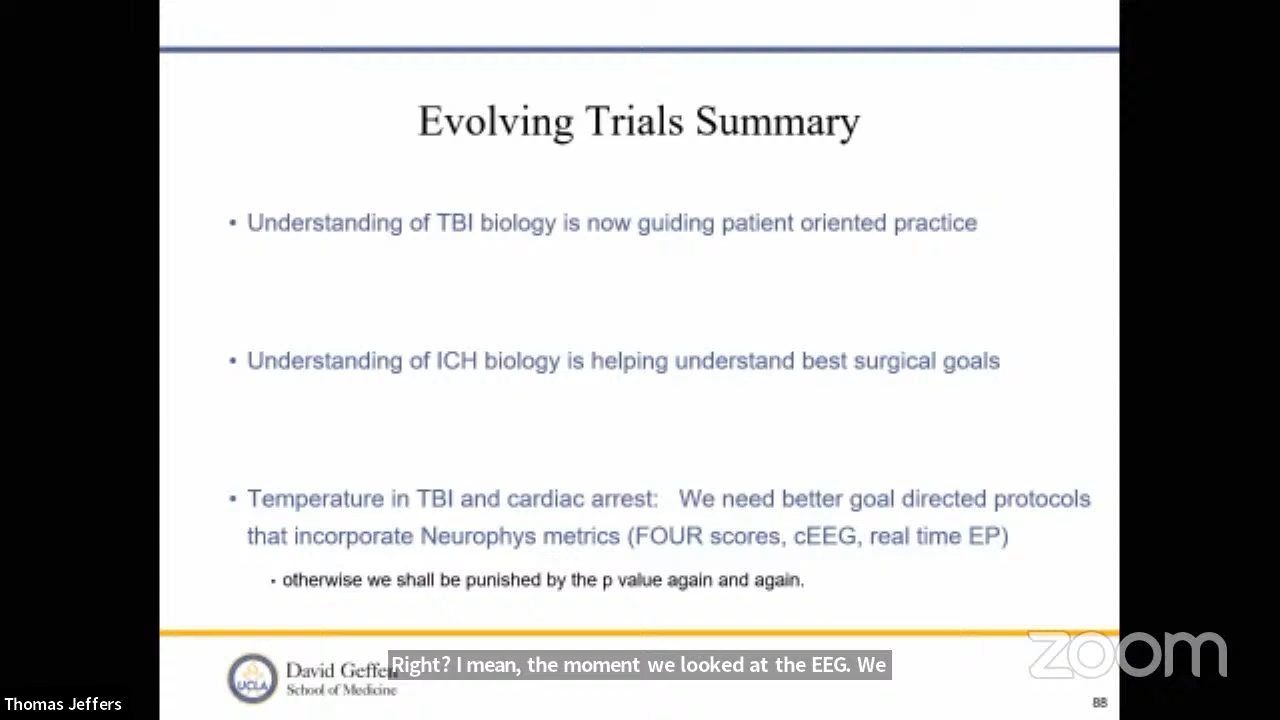 Evolving Trials Summary
• Understanding of TBI biology is now guiding patient oriented practice
• Understanding of ICH biology is helping understand best surgical goals
• Temperature in TBI and cardiac arrest: We need better goal directed protocols
that incorporate Neurophys metrics (FOUR scores, cEEG, real time EP)
• otherwise we shall be punished by the p value again and again.
zoom
UCLA
David Geffen
School of Medicine
Right? I mean, the moment we looked at the EEG. We
Thomas Jeffers
88